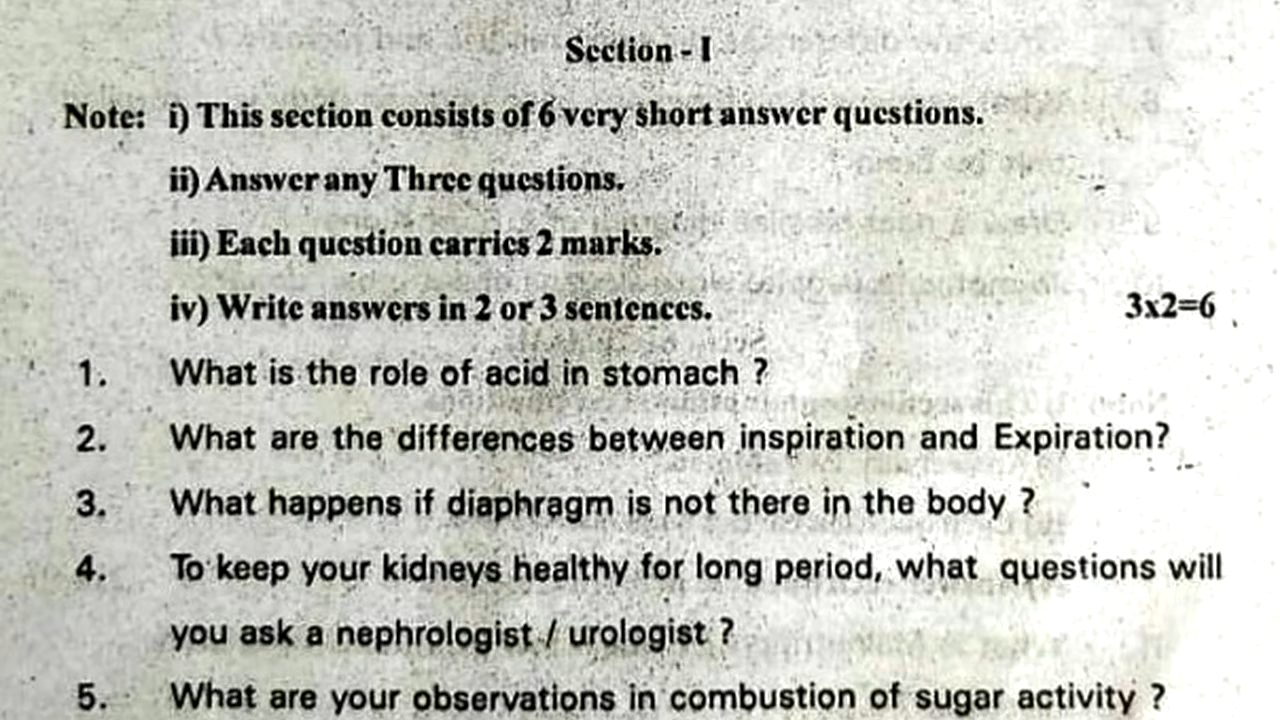 Section - I
Note: i) This section consists of 6 very short answer questions.
ii) Answer any Three questions.
iii) Each question carries 2 marks.
iv) Write answers in 2 or 3 sentences. 3x2=6
1. What is the role of acid in stomach ?
2. What are the differences between inspiration and Expiration?
3. What happens if diaphragm is not there in the body ?
4. To keep your kidneys healthy for long period, what questions will
you ask a nephrologist / urologist ?
5. What are your observations in combustion of sugar activity ?